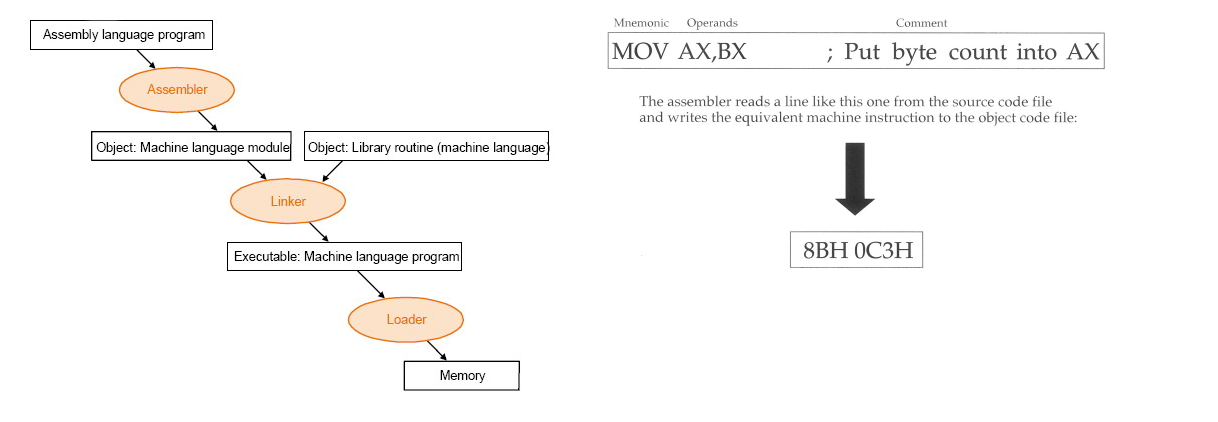 Assembly language program
Assembler
Object: Machine language module
Object: Library routine (machine language)
Linker
Executable: Machine language program
Loader
Memory
Mnemonic Operands Comment
MOV AX,BX ; Put byte count into AX
The assembler reads a line like this one from the source code file
and writes the equivalent machine instruction to the object code file:
8BH 0C3H